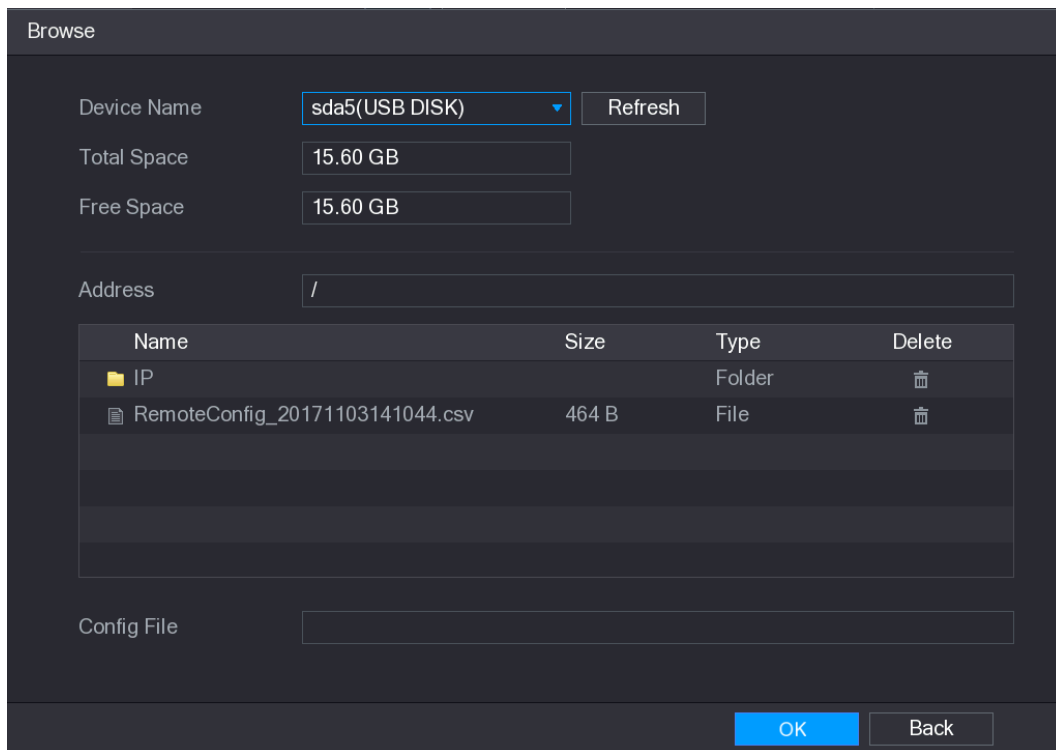 Browse
Device Name sda5(USB DISK) Refresh
Total Space 15.60 GB
Free Space 15.60 GB
Address /
Name Size Type Delete
IP Folder
RemoteConfig_20171103141044.csv 464 B File
Config File
OK Back